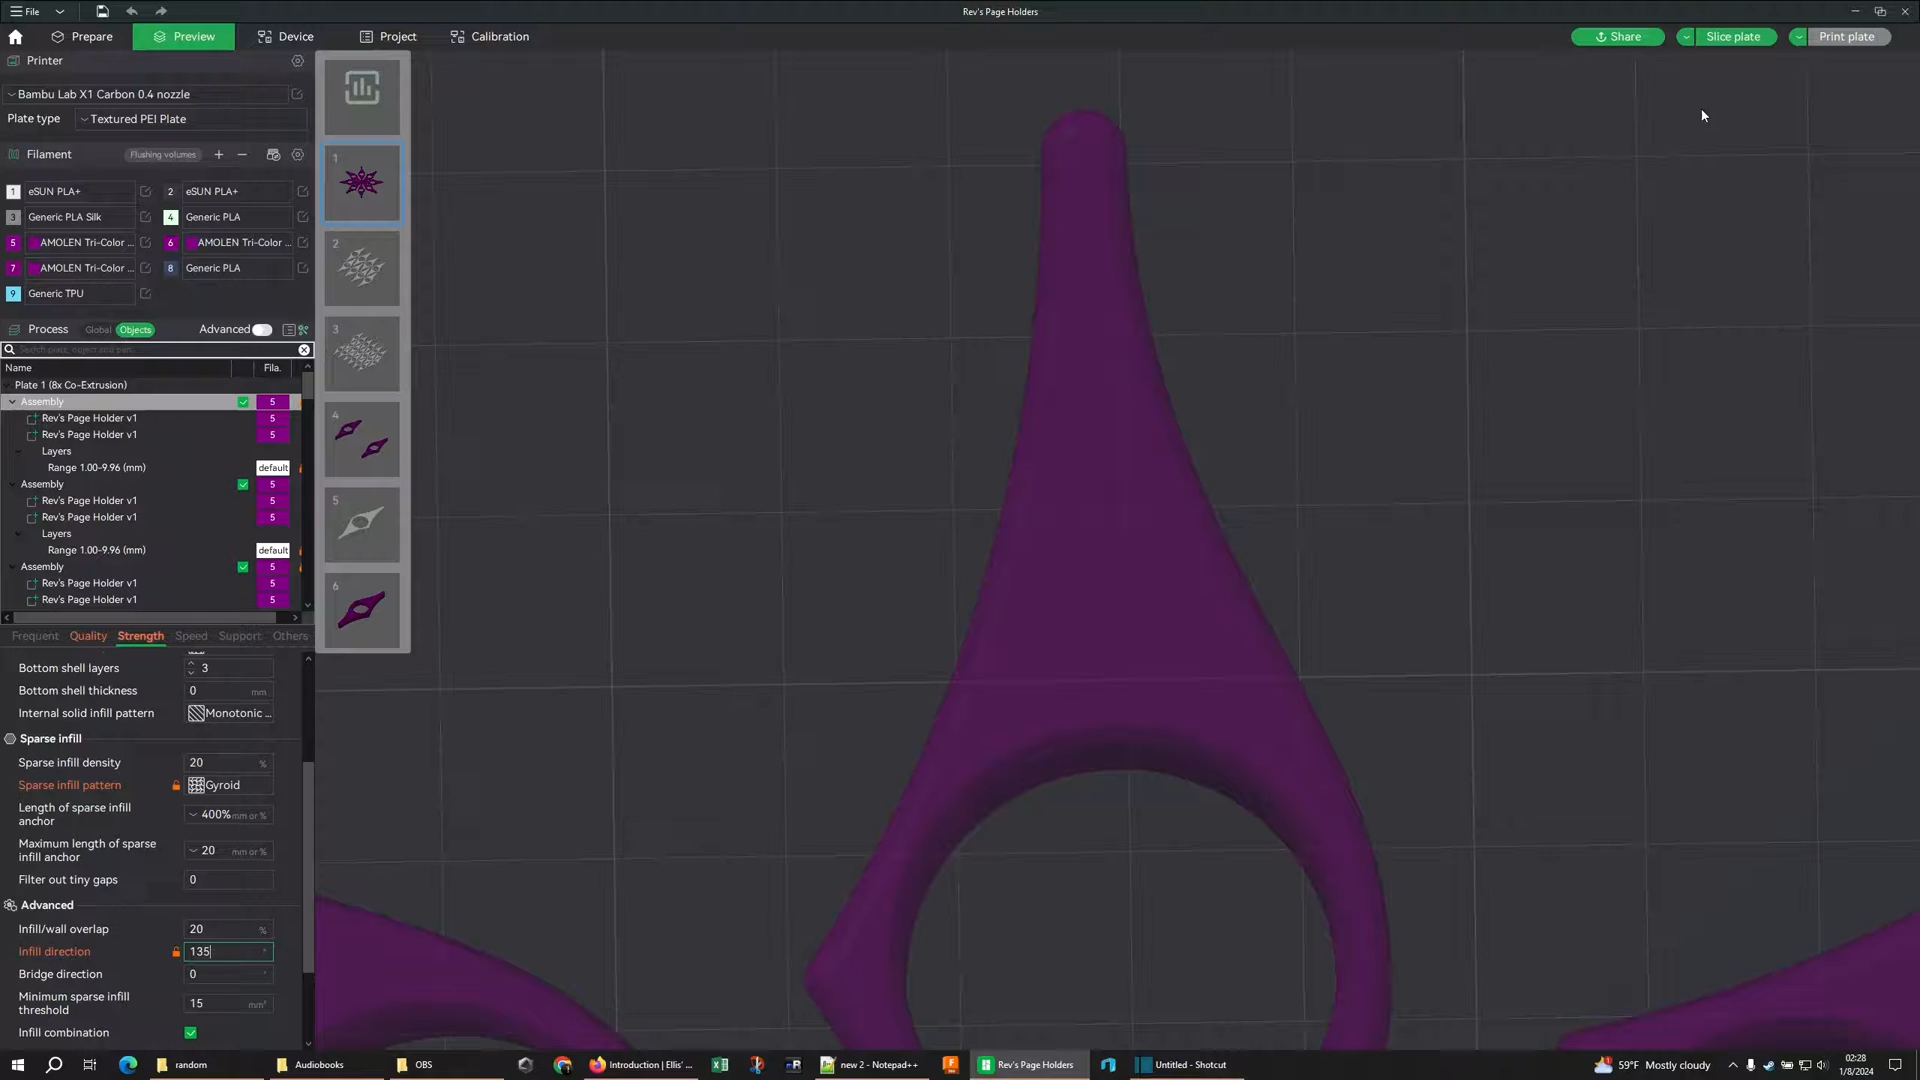 File
Rev's Page Holders
Prepare
Preview
Device
Project
Calibration
Share
Slice plate
Print plate
Printer
Bambu Lab X1 Carbon 0.4 nozzle
Plate type
Textured PEI Plate
Filament
Flushing volumes
1 eSUN PLA+
2 eSUN PLA+
3 Generic PLA Silk
4 Generic PLA
5 AMOLEN Tri-Color ...
6 AMOLEN Tri-Color ...
7 AMOLEN Tri-Color ...
8 Generic PLA
9 Generic TPU
Process Global Objects Advanced
Name Fila.
Plate 1 (8x Co-Extrusion)
Assembly 5
Rev's Page Holder v1 5
Rev's Page Holder v1 5
Layers
Range 1.00-9.96 (mm) default
Assembly 5
Rev's Page Holder v1 5
Rev's Page Holder v1 5
Layers
Range 1.00-9.96 (mm) default
Assembly 5
Rev's Page Holder v1 5
Rev's Page Holder v1 5
1
2
3
4
5
6
Frequent Quality Strength Speed Support Others
Bottom shell layers 3
Bottom shell thickness 0 mm
Internal solid infill pattern Monotonic ...
Sparse infill
Sparse infill density 20 %
Sparse infill pattern Gyroid
Length of sparse infill
anchor 400% mm or %
Maximum length of sparse
infill anchor 20 mm or %
Filter out tiny gaps 0
Advanced
Infill/wall overlap 20 %
Infill direction 135 °
Bridge direction 0 °
Minimum sparse infill
threshold 15 mm²
Infill combination
random
Audiobooks
OBS
Introduction | Ellis' ...
new 2 - Notepad++
Rev's Page Holders
Untitled - Shotcut
59°F Mostly cloudy
02:28
1/8/2024